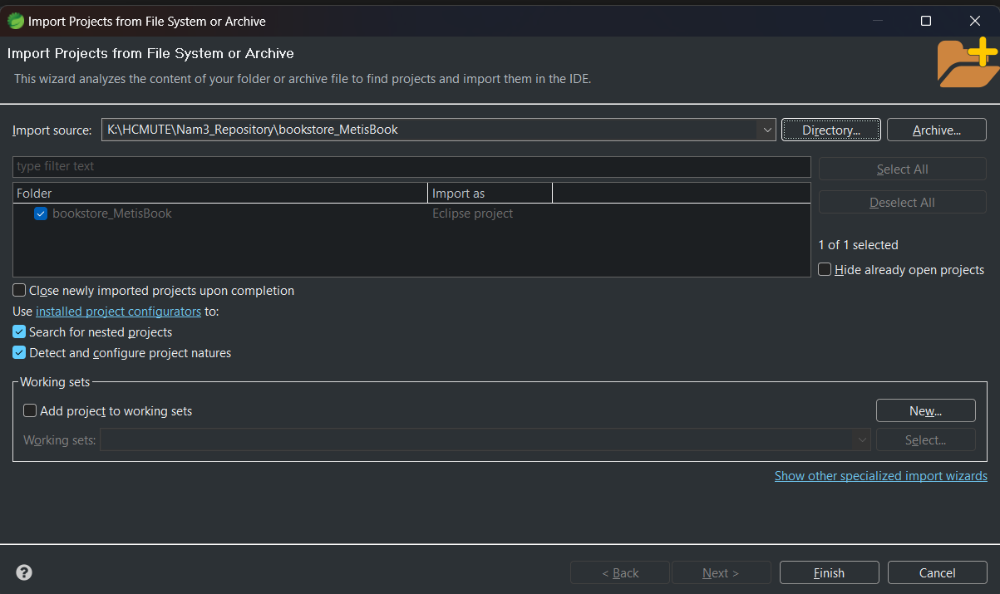 Import Projects from File System or Archive
Import Projects from File System or Archive
This wizard analyzes the content of your folder or archive file to find projects and import them in the IDE.
Import source: K:\HCMUTE\Nam3_Repository\bookstore_MetisBook Directory... Archive...
type filter text Select All
Folder Import as
Deselect All
bookstore_MetisBook Eclipse project
1 of 1 selected
Hide already open projects
Close newly imported projects upon completion
Use installed project configurators to:
Search for nested projects
Detect and configure project natures
Working sets
Add project to working sets New...
Working sets: Select...
Show other specialized import wizards
? < Back Next > Finish Cancel